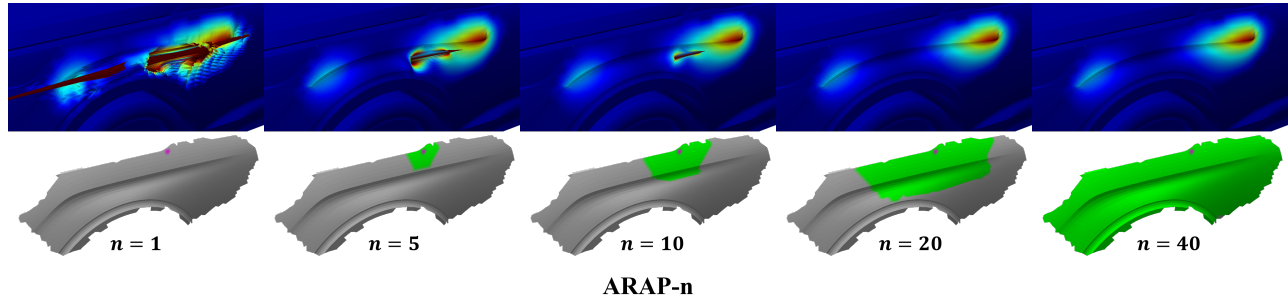 n = 1
n = 5
n = 10
n = 20
n = 40
ARAP-n